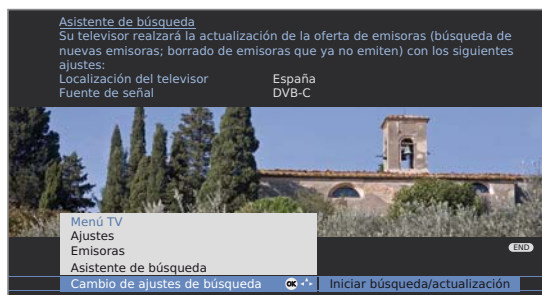 Asistente de búsqueda
Su televisor realzará la actualización de la oferta de emisoras (búsqueda de
nuevas emisoras; borrado de emisoras que ya no emiten) con los siguientes
ajustes:
Localización del televisor España
Fuente de señal DVB-C
Menú TV
Ajustes
Emisoras
Asistente de búsqueda
END
Cambio de ajustes de búsqueda OK Iniciar búsqueda/actualización